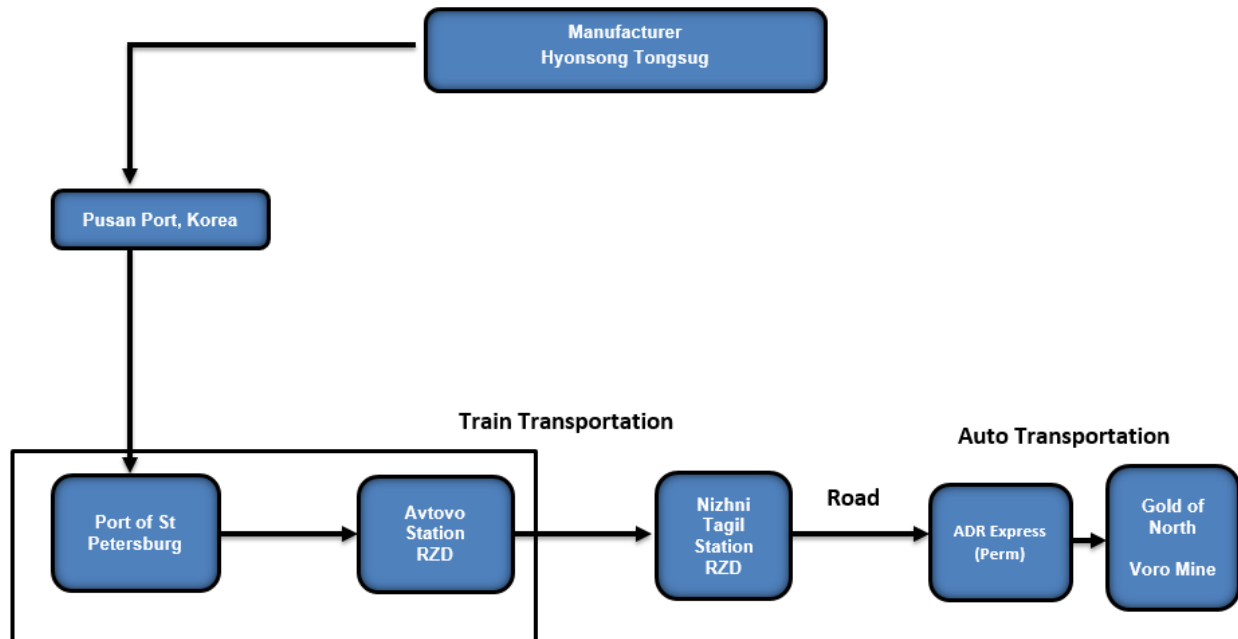 Manufacturer
Hyonsong Tongsug
Pusan Port, Korea
Train Transportation
Auto Transportation
Port of St
Petersburg
Avtovo
Station
RZD
Nizhni
Tagil
Station
RZD
Road
ADR Express
(Perm)
Gold of
North
Voro Mine